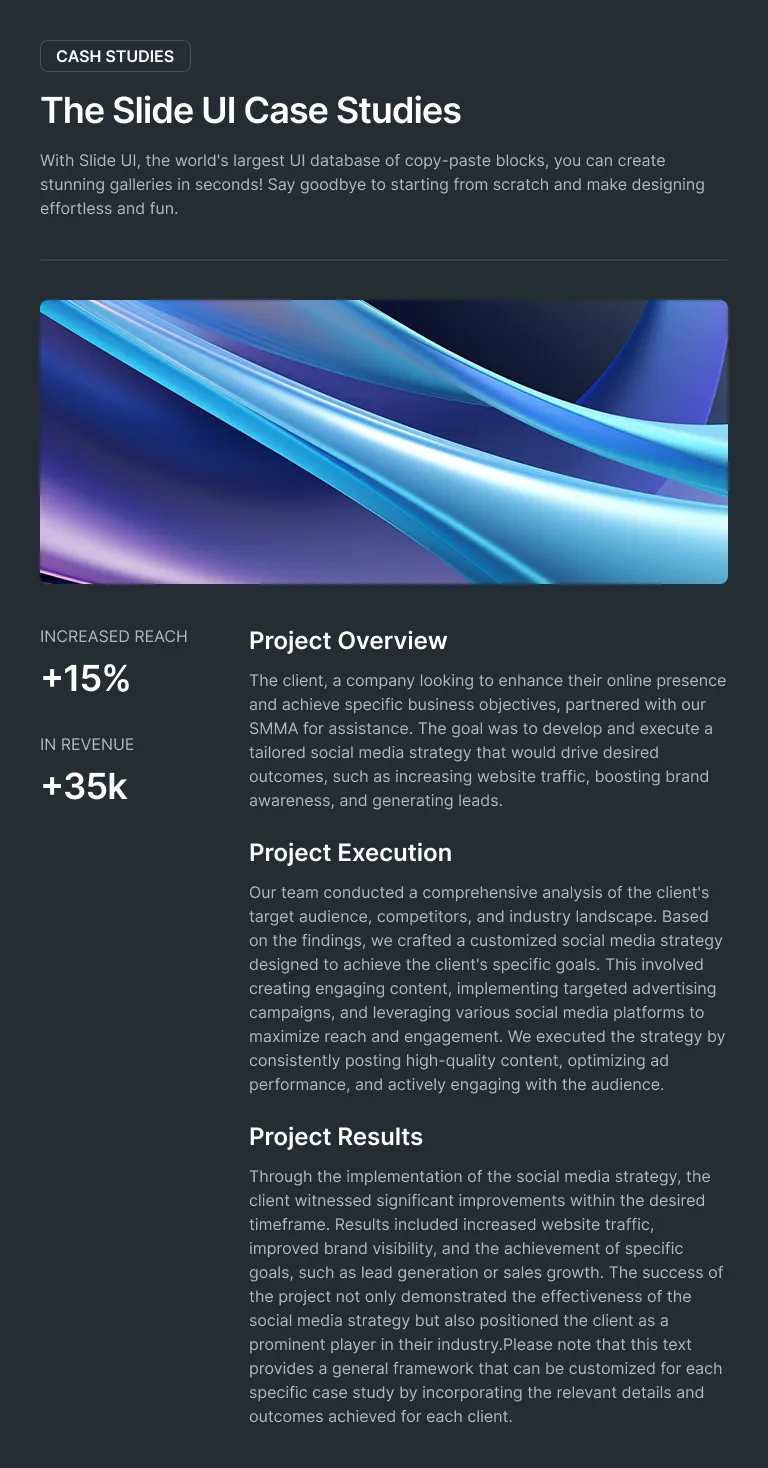 CASH STUDIES
The Slide UI Case Studies
With Slide UI, the world's largest UI database of copy-paste blocks, you can create
stunning galleries in seconds! Say goodbye to starting from scratch and make designing
effortless and fun.
INCREASED REACH
+15%
IN REVENUE
+35k
Project Overview
The client, a company looking to enhance their online presence
and achieve specific business objectives, partnered with our
SMMA for assistance. The goal was to develop and execute a
tailored social media strategy that would drive desired
outcomes, such as increasing website traffic, boosting brand
awareness, and generating leads.
Project Execution
Our team conducted a comprehensive analysis of the client's
target audience, competitors, and industry landscape. Based
on the findings, we crafted a customized social media strategy
designed to achieve the client's specific goals. This involved
creating engaging content, implementing targeted advertising
campaigns, and leveraging various social media platforms to
maximize reach and engagement. We executed the strategy by
consistently posting high-quality content, optimizing ad
performance, and actively engaging with the audience.
Project Results
Through the implementation of the social media strategy, the
client witnessed significant improvements within the desired
timeframe. Results included increased website traffic,
improved brand visibility, and the achievement of specific
goals, such as lead generation or sales growth. The success of
the project not only demonstrated the effectiveness of the
social media strategy but also positioned the client as a
prominent player in their industry.Please note that this text
provides a general framework that can be customized for each
specific case study by incorporating the relevant details and
outcomes achieved for each client.